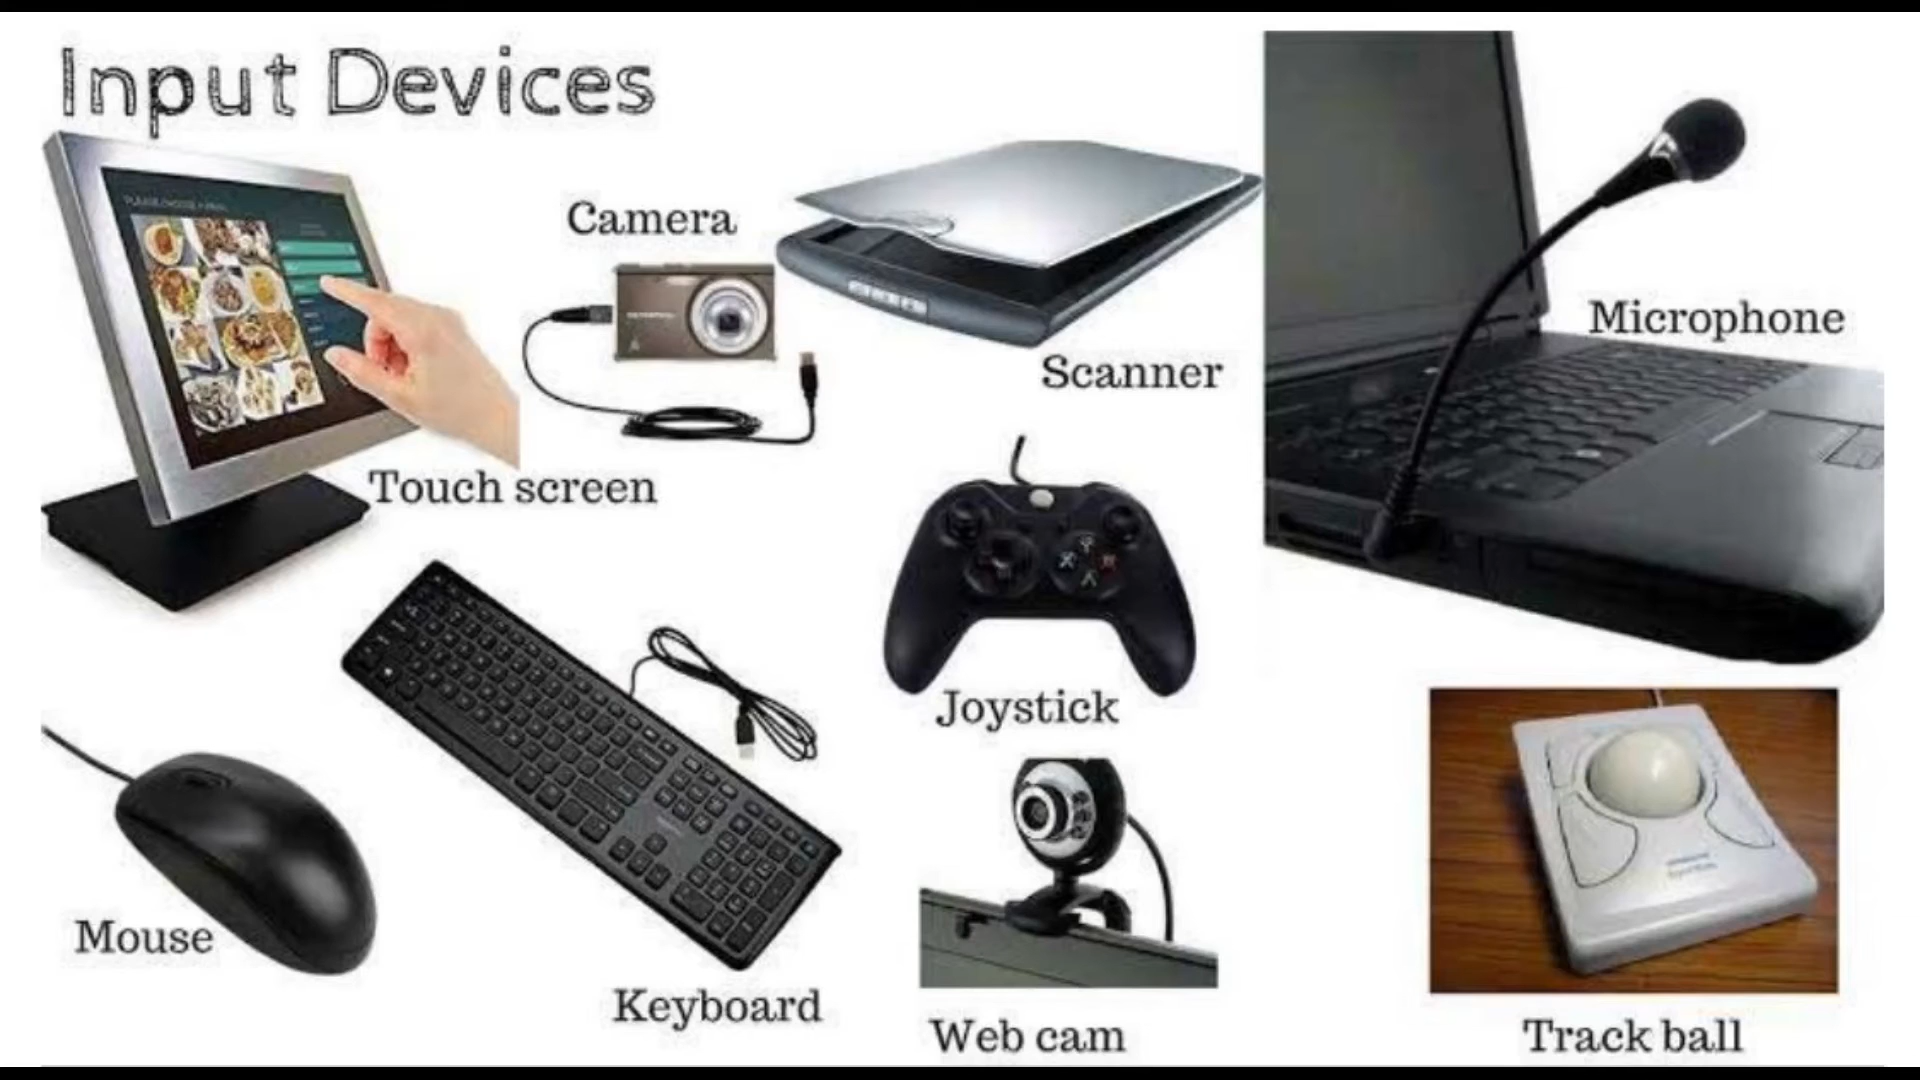 Input Devices
Camera
Scanner
Microphone
Touch screen
Joystick
Mouse
Keyboard
Web cam
Track ball